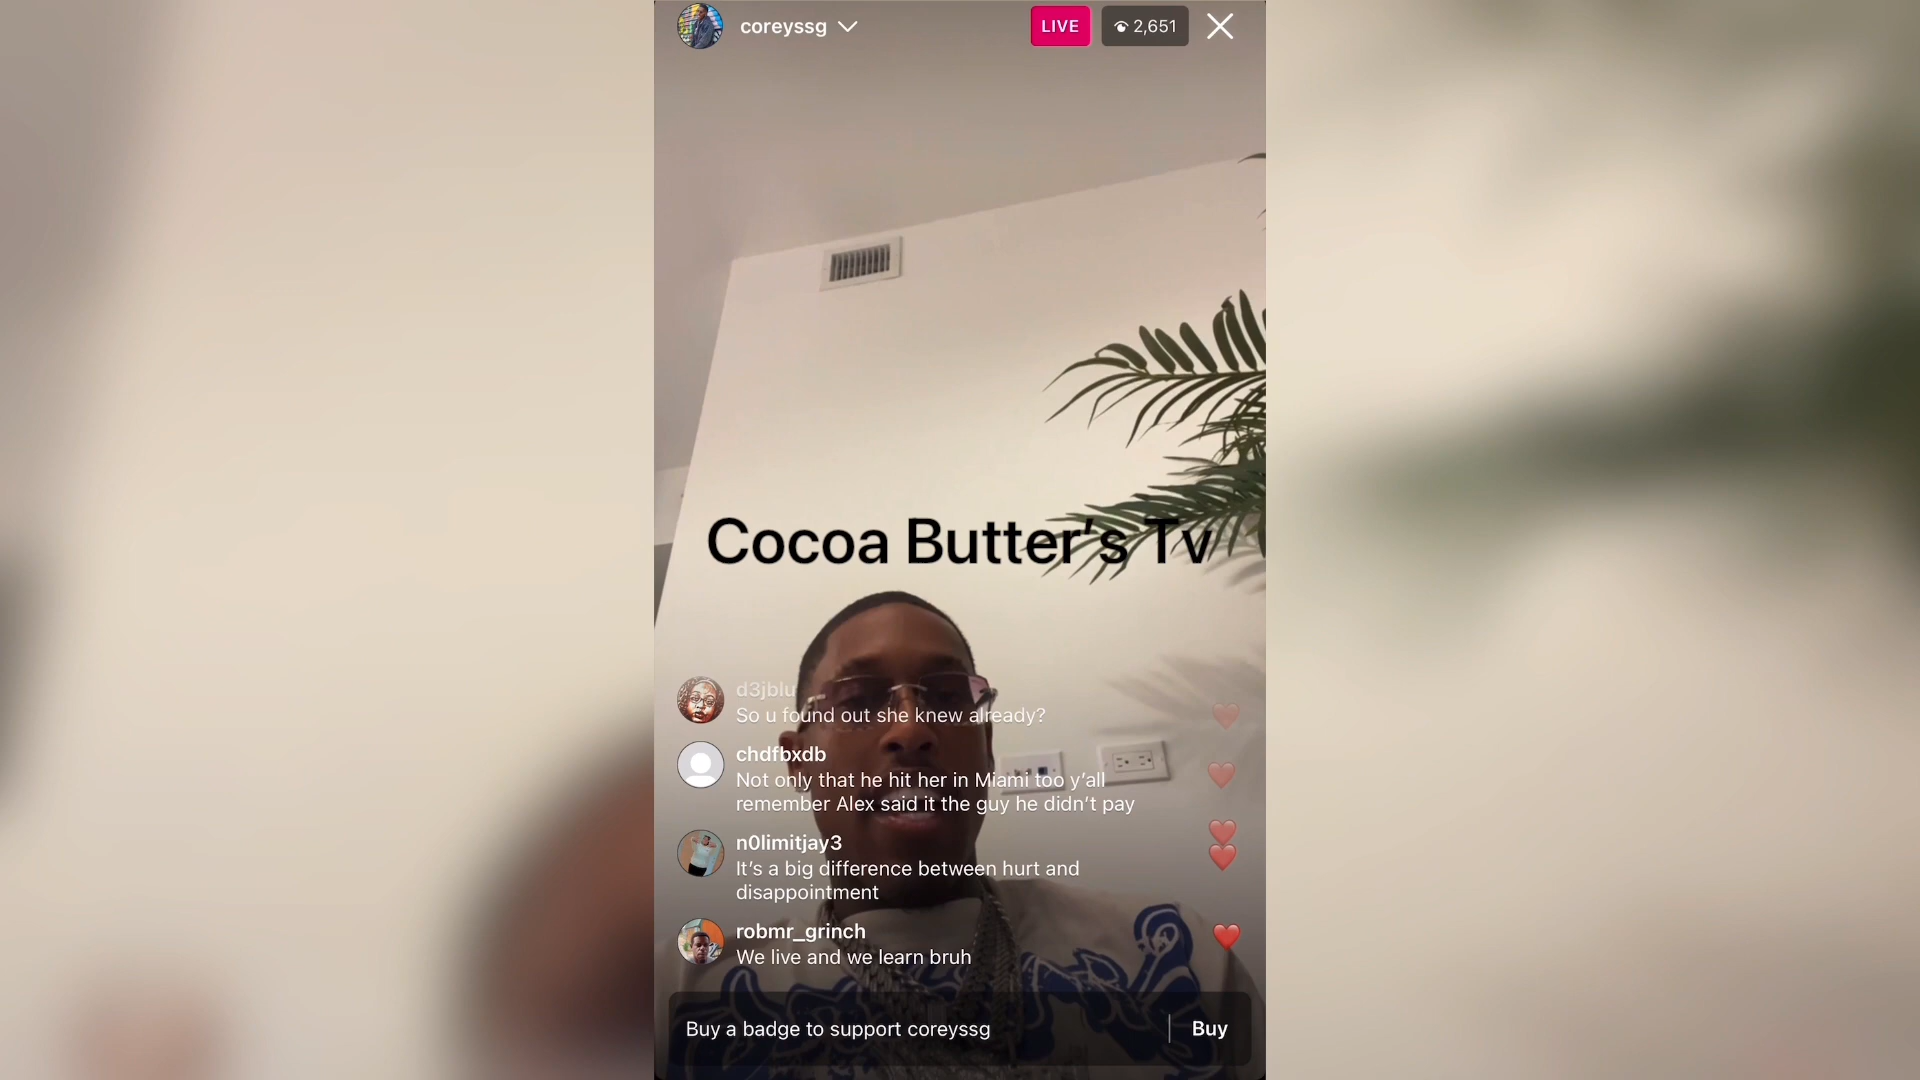 coreyssg
LIVE
2,651
Cocoa Butter's Tv
d3jblu
So u found out she knew already?
chdfbxdb
Not only that he hit her in Miami too y'all
remember Alex said it the guy he didn't pay
n0limitjay3
It's a big difference between hurt and
disappointment
robmr_grinch
We live and we learn bruh
Buy a badge to support coreyssg
Buy